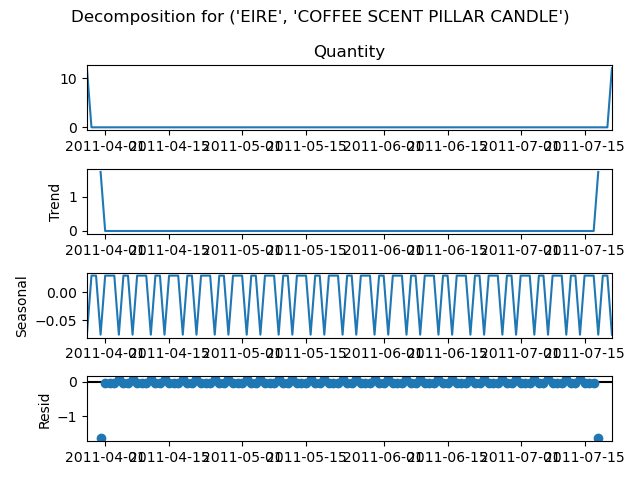 Decomposition for ('EIRE', 'COFFEE SCENT PILLAR CANDLE')
Quantity
10
0
2011-04-01 2011-04-15 2011-05-01 2011-05-15 2011-06-01 2011-06-15 2011-07-01 2011-07-15
Trend
1
0
2011-04-01 2011-04-15 2011-05-01 2011-05-15 2011-06-01 2011-06-15 2011-07-01 2011-07-15
Seasonal
0.00
−0.05
2011-04-01 2011-04-15 2011-05-01 2011-05-15 2011-06-01 2011-06-15 2011-07-01 2011-07-15
Resid
0
−1
2011-04-01 2011-04-15 2011-05-01 2011-05-15 2011-06-01 2011-06-15 2011-07-01 2011-07-15